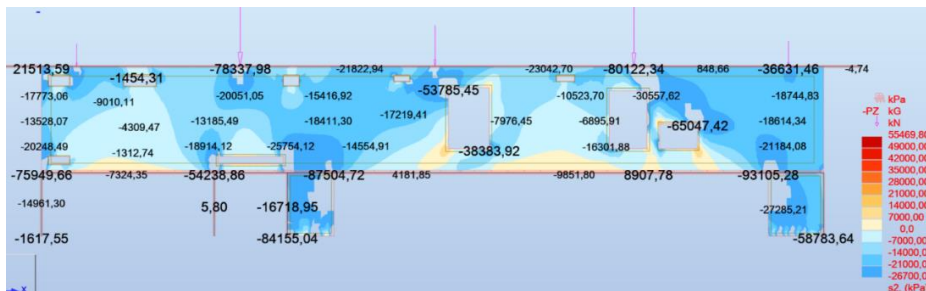 21513,59 -1454,31 -78337,98 -21822,94 -23042,70 -80122,34 848,66 -36631,46 -4,74
-17773,06 -9010,11 -20051,05 -15416,92 -53785,45 -10523,70 -30557,62 -18744,83
-13528,07 -4309,47 -13185,49 -18411,30 -17219,41 -7976,45 -6895,91 -65047,42 -18614,34
-20248,49 -1312,74 -18914,12 -25754,12 -14554,91 -38383,92 -16301,88 -21184,08
-75949,66 -7324,35 -54238,86 -87504,72 4181,85 -9851,80 8907,78 -93105,28
-14961,30 5,80 -16718,95 -27285,21
-1617,55 -84155,04 -58783,64
kPa
-PZ kG
kN
55469,80
49000,00
42000,00
35000,00
28000,00
21000,00
14000,00
7000,00
0,0
-7000,00
-14000,00
-21000,00
-26700,00
s2, (kPa)
x